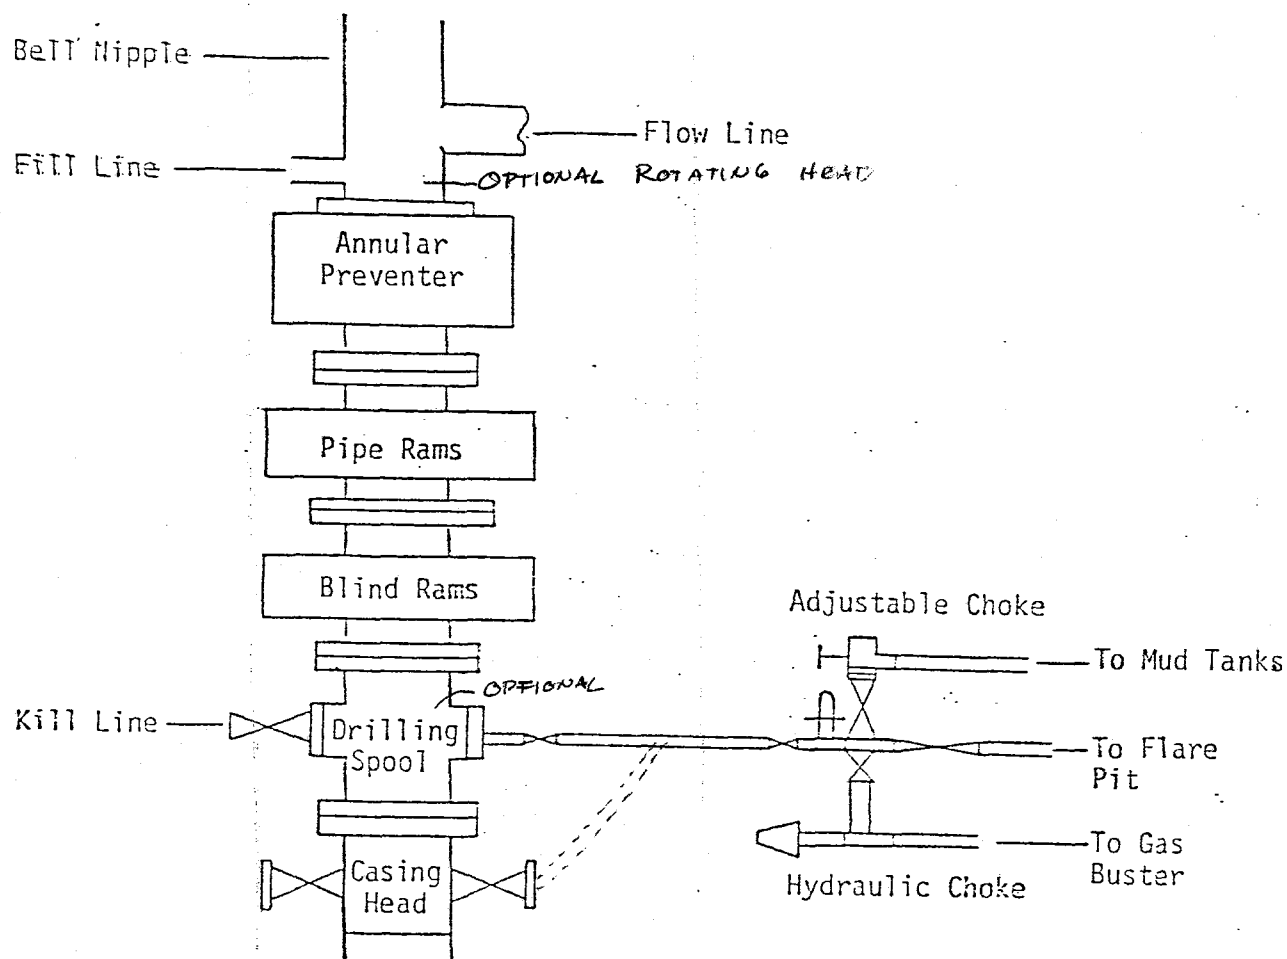 Bell Nipple
Flow Line
Fill Line
OPTIONAL ROTATING HEAD
Annular
Preventer
Pipe Rams
Blind Rams
Adjustable Choke
To Mud Tanks
OPTIONAL
Kill Line
Drilling
Spool
To Flare
Pit
To Gas
Buster
Casing
Head
Hydraulic Choke